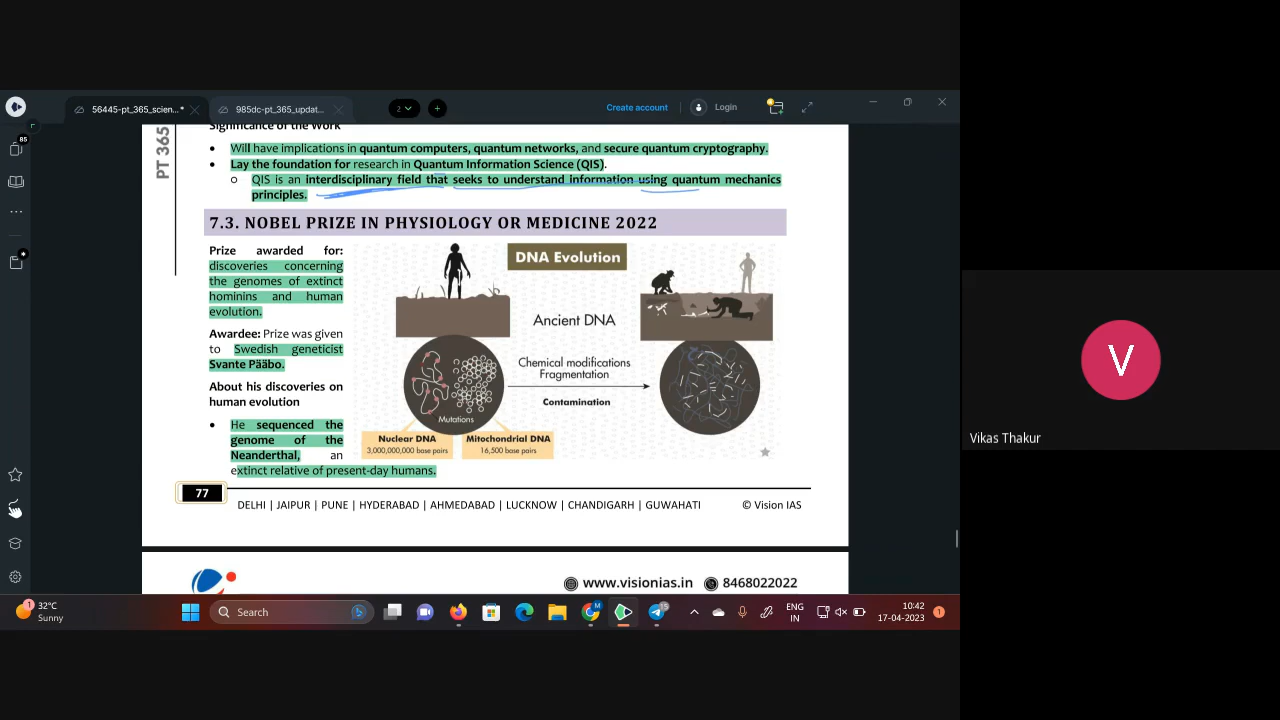 56445-pt_365_scien...*
985dc-pt_365_updat...
2
Create account
Login
85
PT 365
Significance of the Work
• Will have implications in quantum computers, quantum networks, and secure quantum cryptography.
• Lay the foundation for research in Quantum Information Science (QIS).
o QIS is an interdisciplinary field that seeks to understand information using quantum mechanics
principles.
7.3. NOBEL PRIZE IN PHYSIOLOGY OR MEDICINE 2022
Prize awarded for:
discoveries concerning
the genomes of extinct
hominins and human
evolution.
Awardee: Prize was given
to Swedish geneticist
Svante Pääbo.
About his discoveries on
human evolution
• He sequenced the
genome of the
Neanderthal, an
extinct relative of present-day humans.
DNA Evolution
Ancient DNA
Chemical modifications
Fragmentation
Contamination
Mutations
Nuclear DNA
3,000,000,000 base pairs
Mitochondrial DNA
16,500 base pairs
77
DELHI | JAIPUR | PUNE | HYDERABAD | AHMEDABAD | LUCKNOW | CHANDIGARH | GUWAHATI
© Vision IAS
www.visionias.in
8468022022
V
Vikas Thakur
1
32°C
Sunny
Search
M
15
ENG
IN
10:42
17-04-2023
1